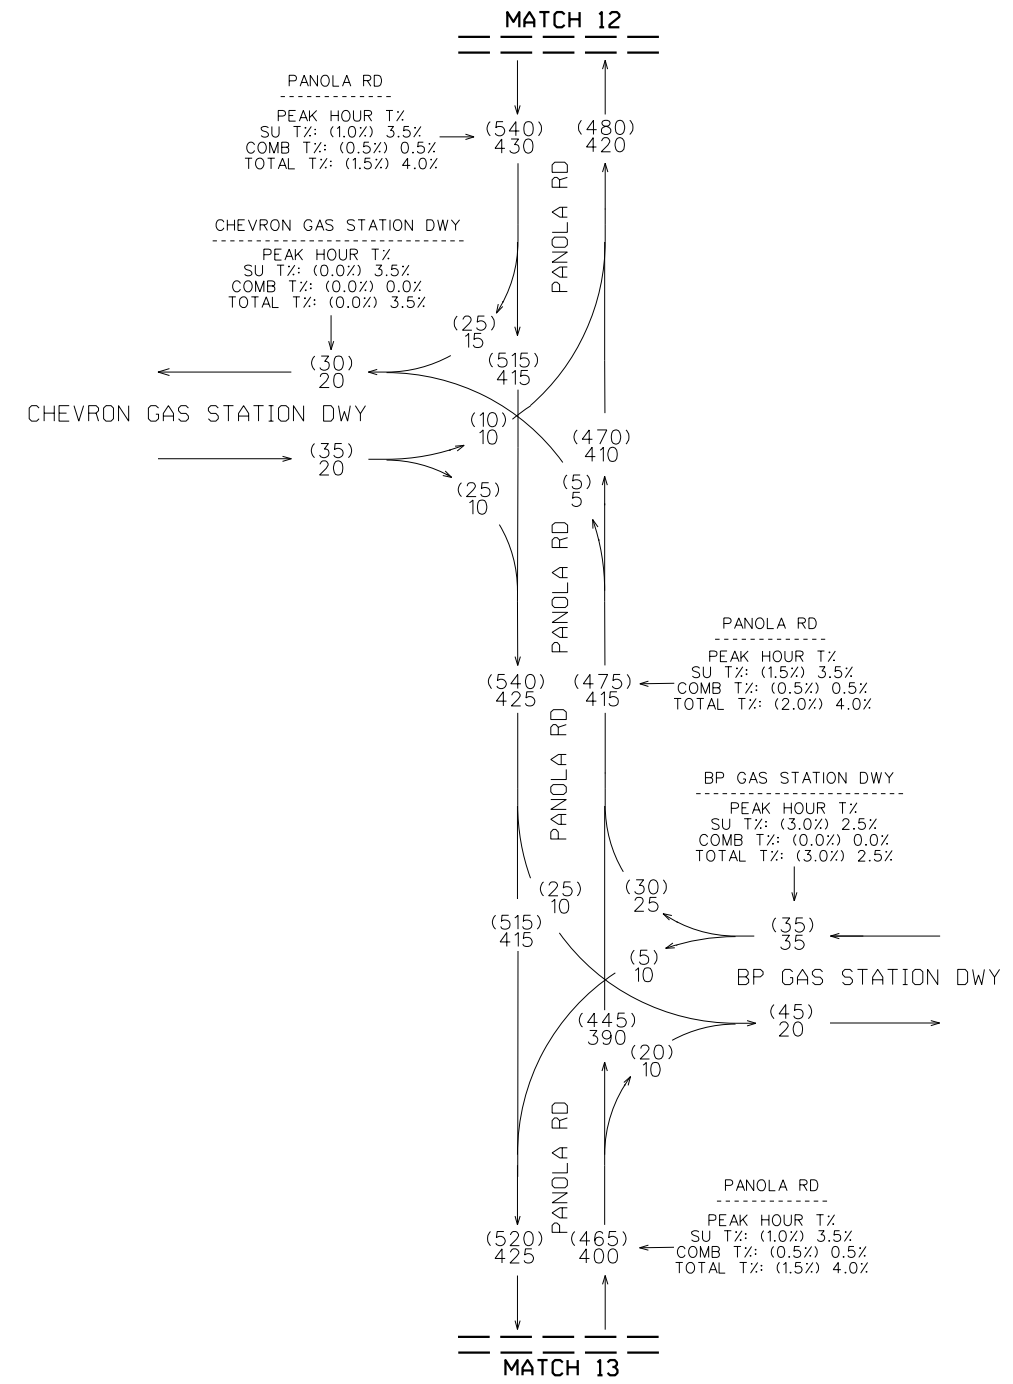 MATCH 12
PANOLA RD
PEAK HOUR T%
SU T%: (1.0%) 3.5%
COMB T%: (0.5%) 0.5%
TOTAL T%: (1.5%) 4.0%
(540)
430
(480)
420
PANOLA RD
CHEVRON GAS STATION DWY
PEAK HOUR T%
SU T%: (0.0%) 3.5%
COMB T%: (0.0%) 0.0%
TOTAL T%: (0.0%) 3.5%
(25)
15
(515)
415
(30)
20
CHEVRON GAS STATION DWY
(10)
10
(470)
410
(35)
20
(25)
10
(5)
5
PANOLA RD
PANOLA RD
PEAK HOUR T%
SU T%: (1.5%) 3.5%
COMB T%: (0.5%) 0.5%
TOTAL T%: (2.0%) 4.0%
(540)
425
(475)
415
PANOLA RD
BP GAS STATION DWY
PEAK HOUR T%
SU T%: (3.0%) 2.5%
COMB T%: (0.0%) 0.0%
TOTAL T%: (3.0%) 2.5%
(25)
10
(30)
25
(515)
415
(35)
35
(5)
10
BP GAS STATION DWY
(445)
390
(45)
20
(20)
10
PANOLA RD
PANOLA RD
PEAK HOUR T%
SU T%: (1.0%) 3.5%
COMB T%: (0.5%) 0.5%
TOTAL T%: (1.5%) 4.0%
(520)
425
(465)
400
MATCH 13